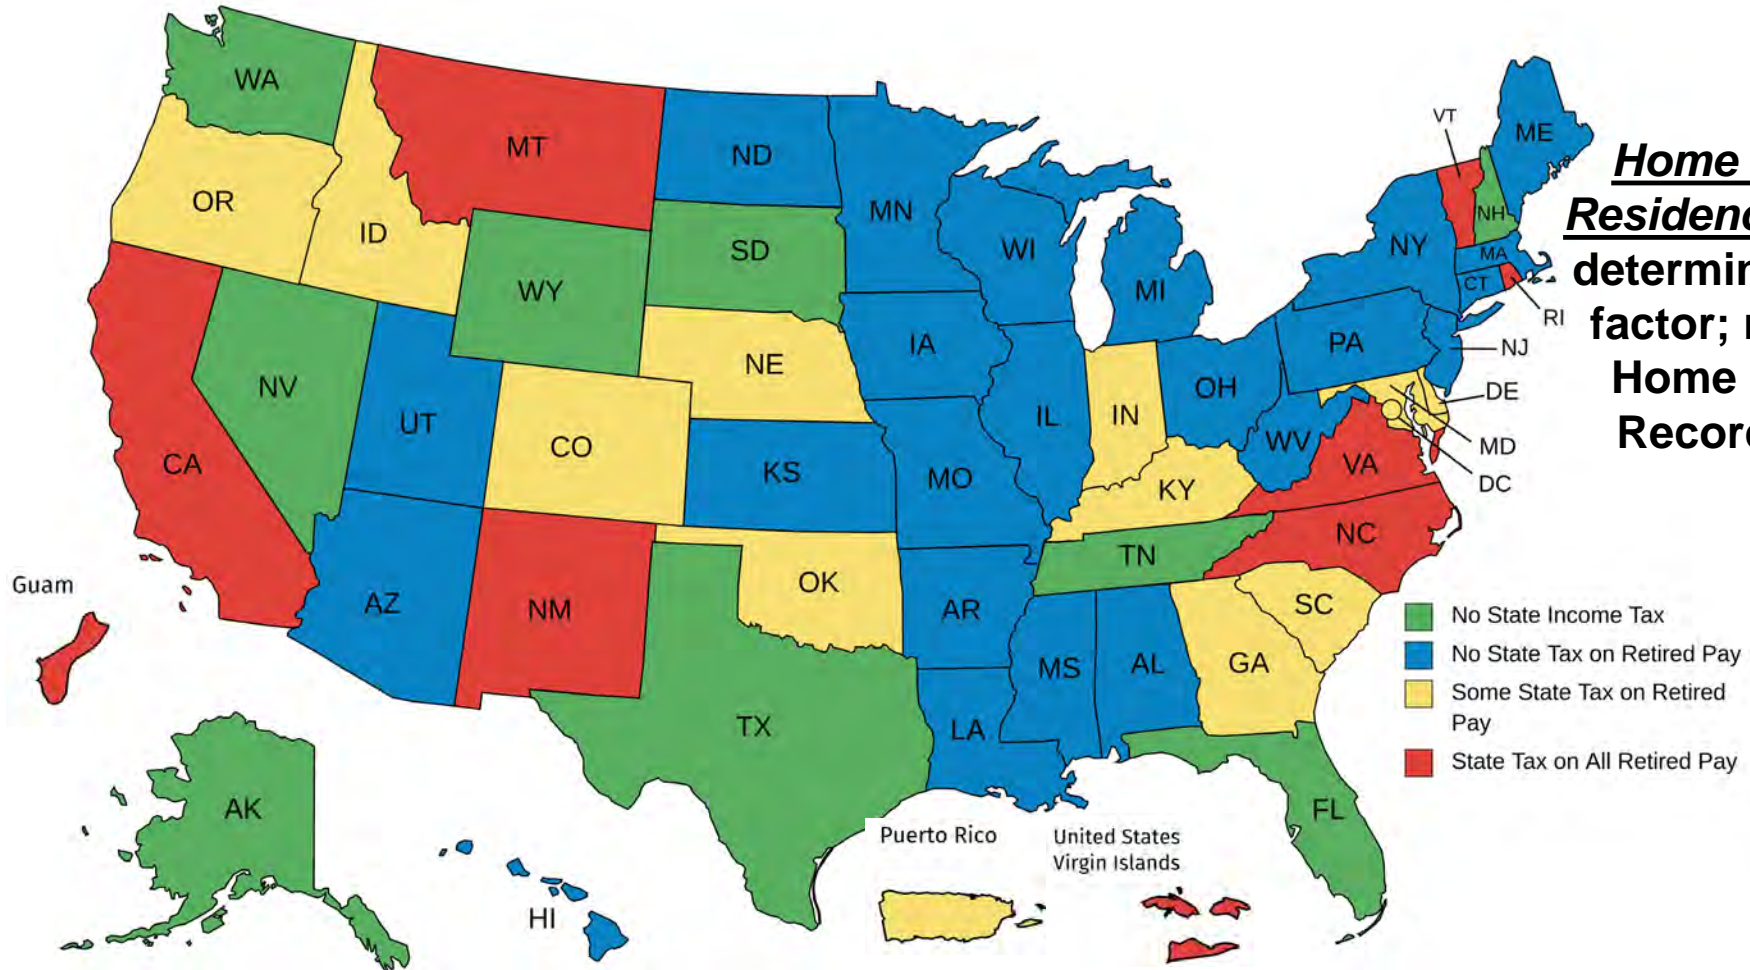 WA
MT
ND
OR
ID
MN
VT
ME
Home
Residenc
determin
factor; r
Home
Recor
WY
SD
WI
MI
NY
NH
MA
CT
RI
NV
UT
NE
IA
PA
NJ
CA
CO
KS
MO
IL
IN
OH
WV
DE
MD
DC
VA
KY
NC
TN
Guam
AZ
NM
OK
AR
SC
MS
AL
GA
TX
LA
FL
No State Income Tax
No State Tax on Retired Pay
Some State Tax on Retired
Pay
State Tax on All Retired Pay
AK
HI
Puerto Rico
United States
Virgin Islands